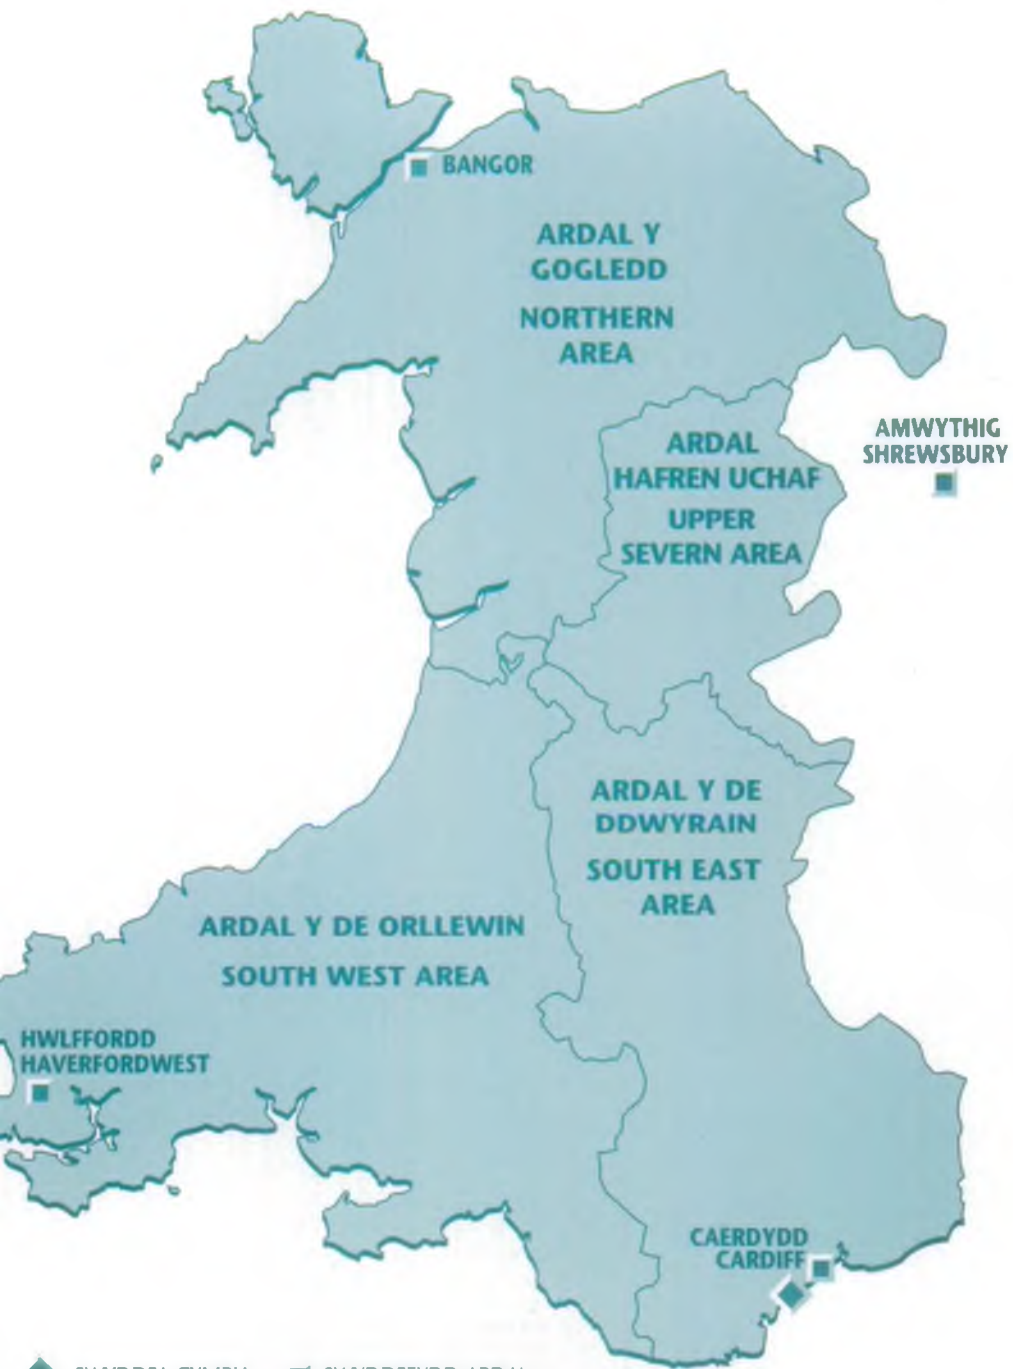 BANGOR
ARDAL Y
GOGLEDD
NORTHERN
AREA
AMWYTHIG
SHREWSBURY
ARDAL
HAFREN UCHAF
UPPER
SEVERN AREA
ARDAL Y DE
DDWYRAIN
SOUTH EAST
AREA
ARDAL Y DE ORLLEWIN
SOUTH WEST AREA
HWLFFORDD
HAVERFORDWEST
CAERDYDD
CARDIFF